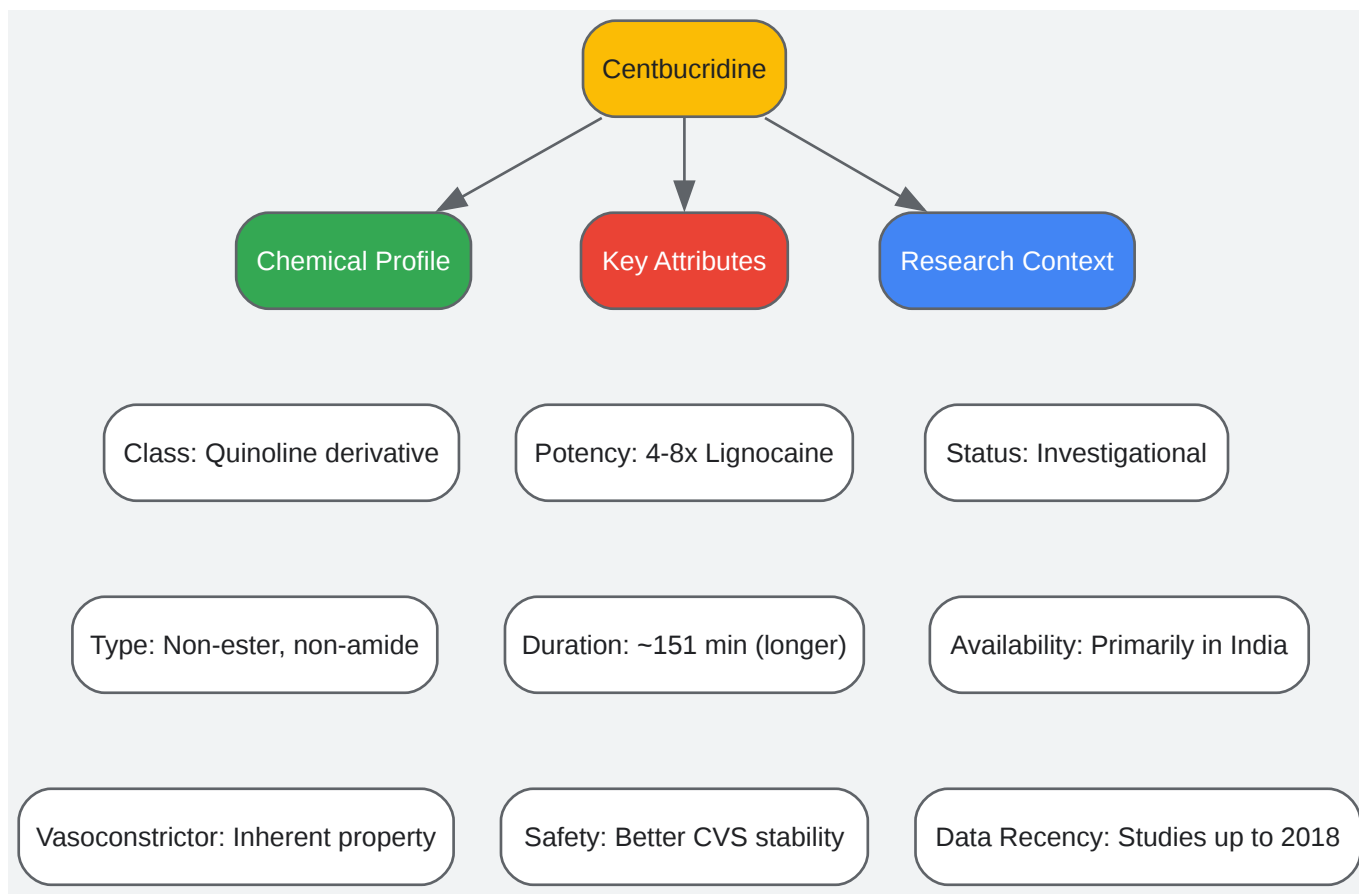 Centbucridine
Chemical Profile
Key Attributes
Research Context
Class: Quinoline derivative
Potency: 4-8x Lignocaine
Status: Investigational
Type: Non-ester, non-amide
Duration: ~151 min (longer)
Availability: Primarily in India
Vasoconstrictor: Inherent property
Safety: Better CVS stability
Data Recency: Studies up to 2018